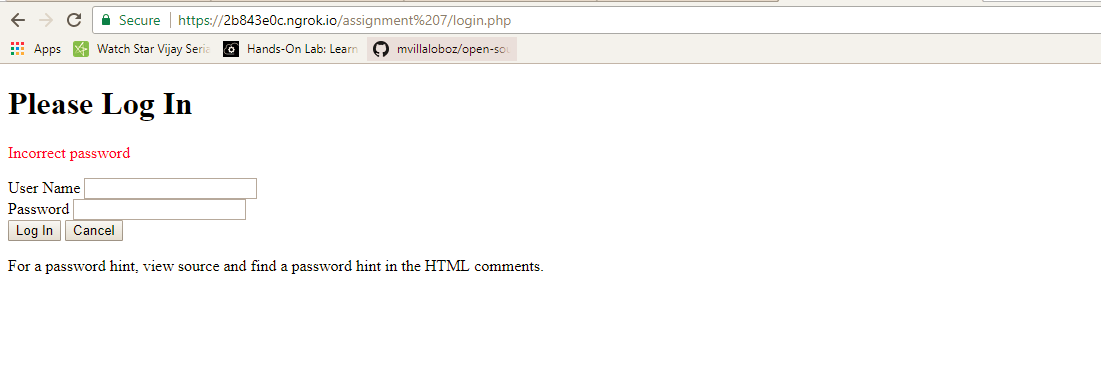 Secure https://2b843e0c.ngrok.io/assignment%207/login.php
Apps Watch Star Vijay Seria Hands-On Lab: Learn mvillaloboz/open-sou
Please Log In
Incorrect password
User Name
Password
Log In Cancel
For a password hint, view source and find a password hint in the HTML comments.